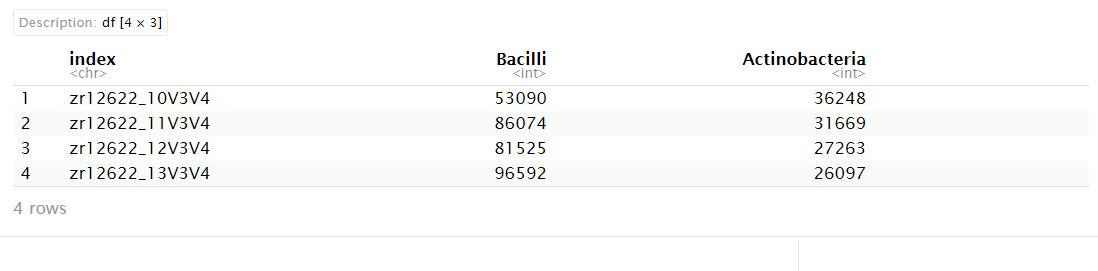 Description: df [4 × 3]
index Bacilli Actinobacteria
<chr> <int> <int>
1 zr12622_10V3V4 53090 36248
2 zr12622_11V3V4 86074 31669
3 zr12622_12V3V4 81525 27263
4 zr12622_13V3V4 96592 26097
4 rows